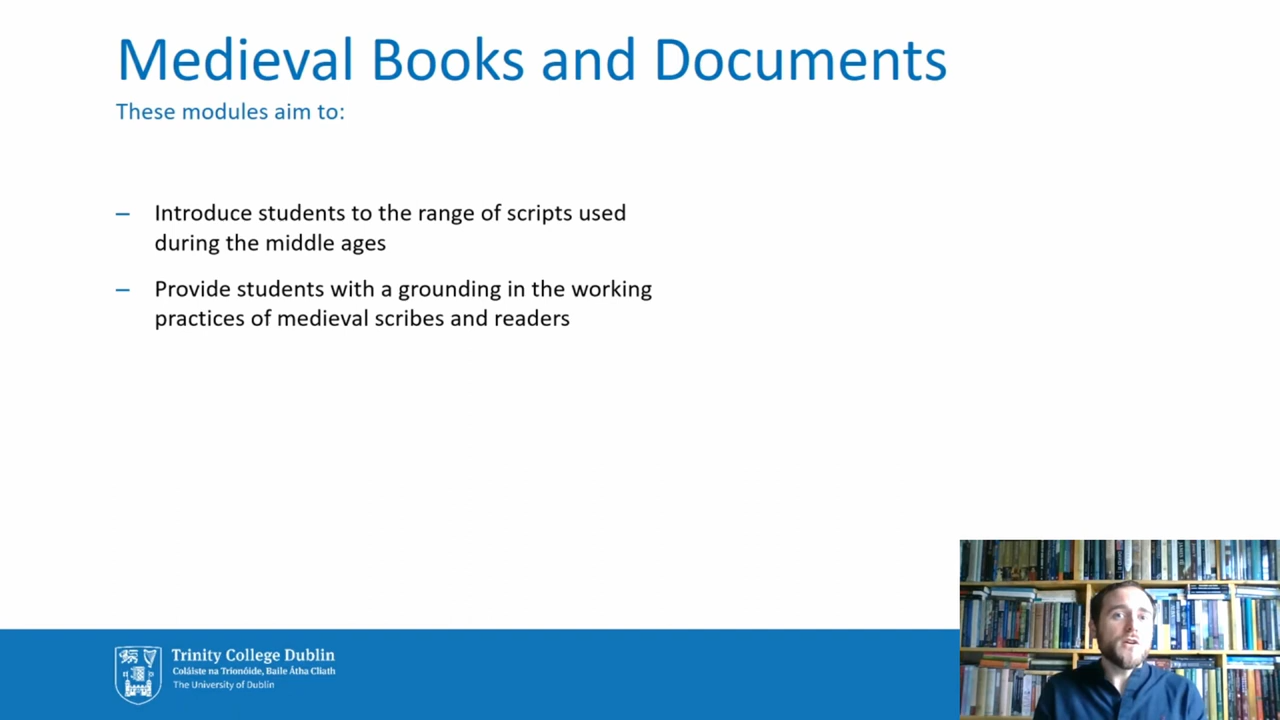 Medieval Books and Documents
These modules aim to:
– Introduce students to the range of scripts used
during the middle ages
– Provide students with a grounding in the working
practices of medieval scribes and readers
Trinity College Dublin
Coláiste na Tríonóide, Baile Átha Cliath
The University of Dublin